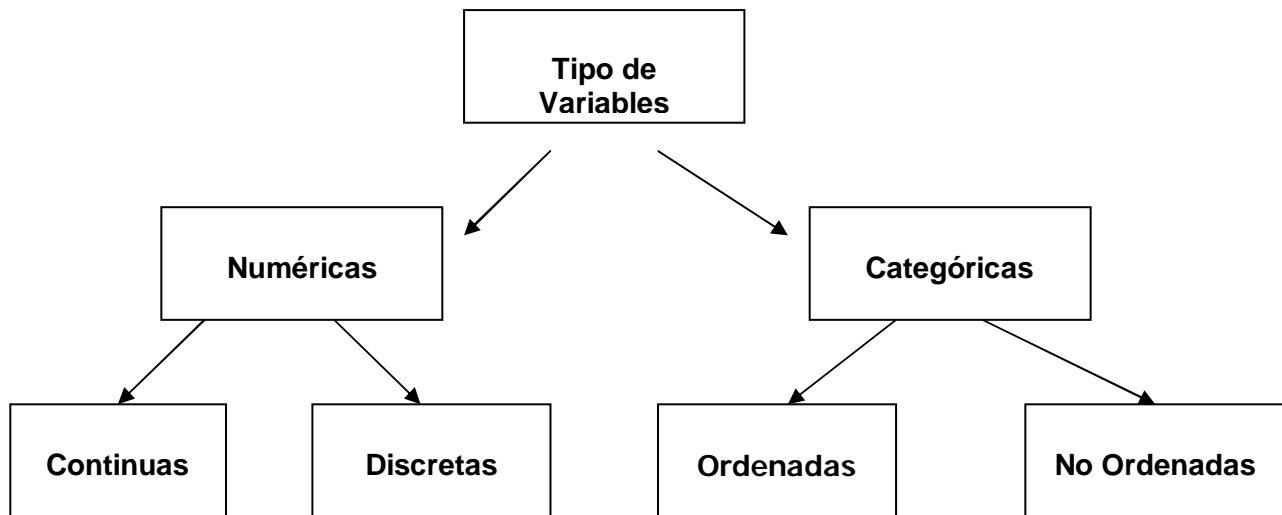 Tipo de
Variables
Numéricas
Categóricas
Continuas
Discretas
Ordenadas
No Ordenadas